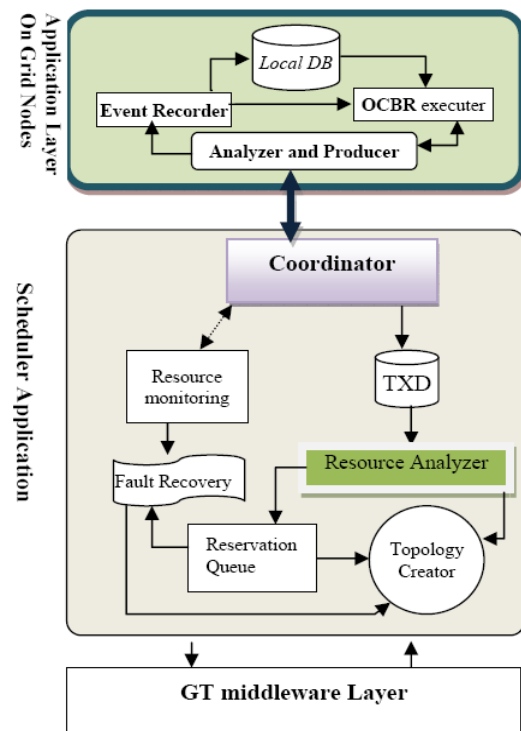 Application Layer
On Grid Nodes
Local DB
Event Recorder
OCBR executer
Analyzer and Producer
Scheduler Application
Coordinator
Resource
monitoring
TXD
Resource Analyzer
Fault Recovery
Reservation
Queue
Topology
Creator
GT middleware Layer